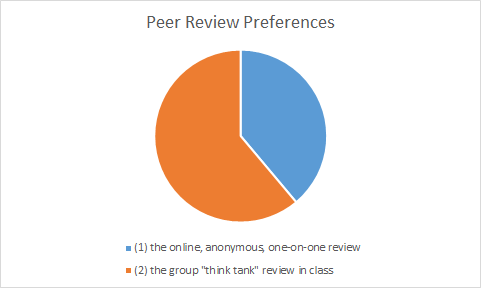 Peer Review Preferences
(1) the online, anonymous, one-on-one review
(2) the group "think tank" review in class